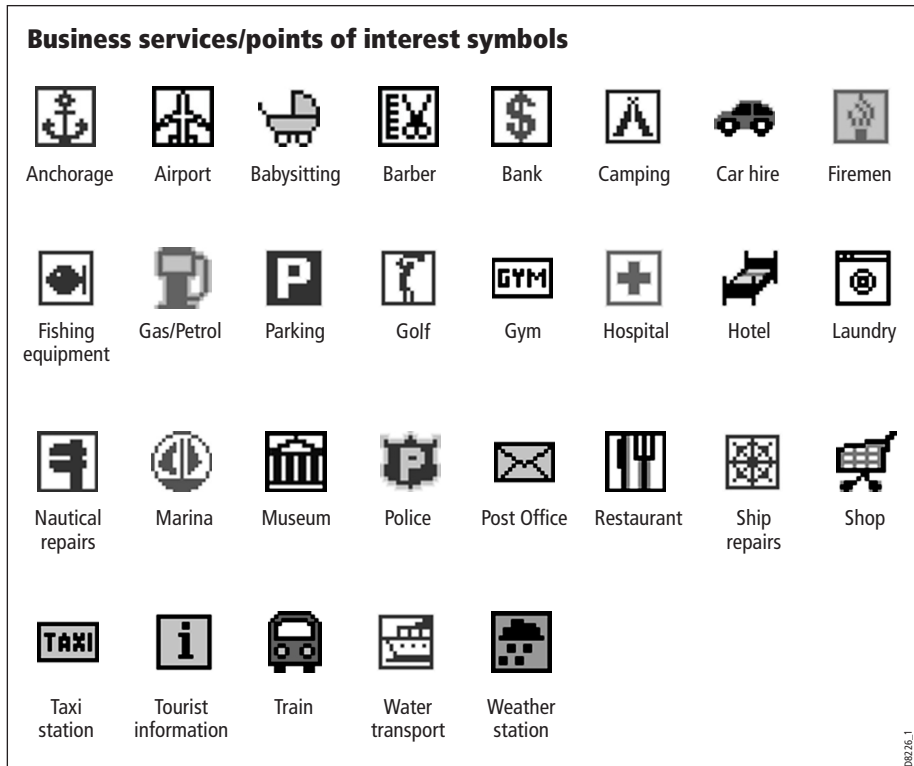 Business services/points of interest symbols
Anchorage Airport Babysitting Barber Bank Camping Car hire Firemen
$
P GYM
Fishing equipment Gas/Petrol Parking Golf Gym Hospital Hotel Laundry
P
Nautical repairs Marina Museum Police Post Office Restaurant Ship repairs Shop
TAXI i
Taxi station Tourist information Train Water transport Weather station
D8226_1